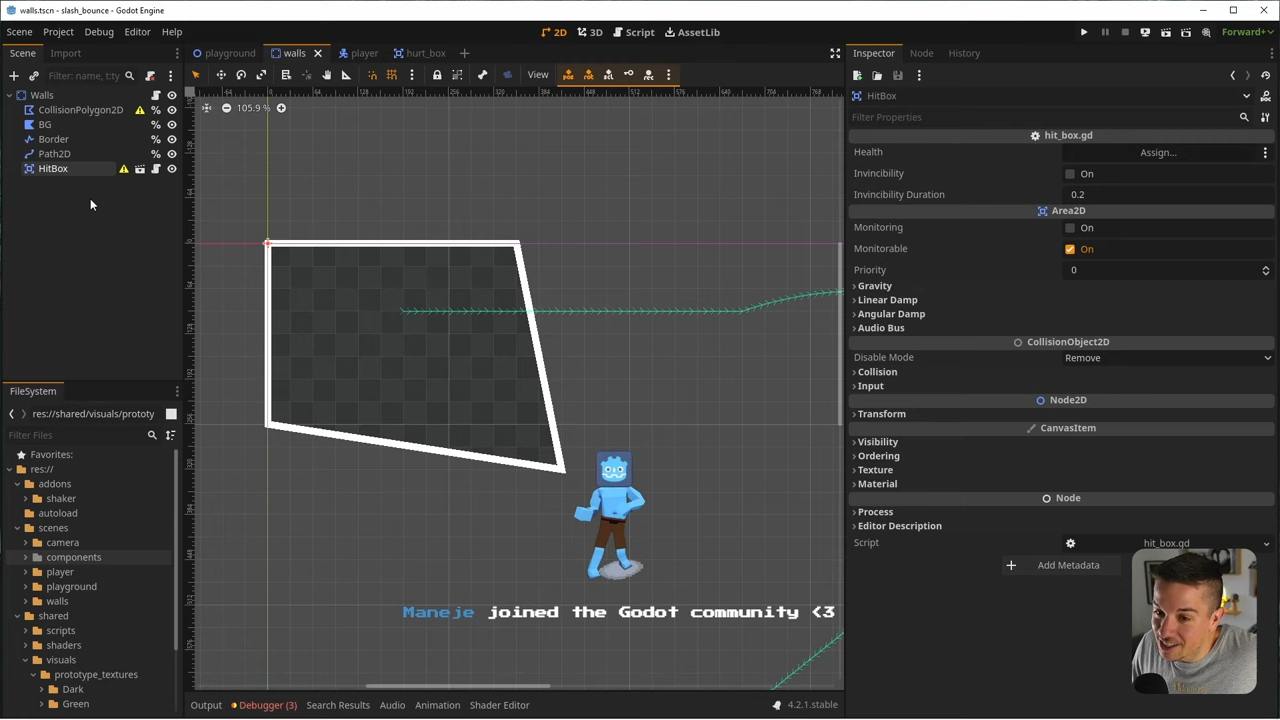 walls.tscn - slash_bounce - Godot Engine
Scene Project Debug Editor Help
2D 3D Script AssetLib
Forward+
Scene Import
playground walls player hurt_box
Inspector Node History
Filter: name, t:ty
View
HitBox
Filter Properties
Walls
CollisionPolygon2D
BG
Border
Path2D
HitBox
105.9 %
hit_box.gd
Health Assign...
Invincibility On
Invincibility Duration 0.2
Area2D
Monitoring On
Monitorable On
Priority 0
Gravity
Linear Damp
Angular Damp
Audio Bus
CollisionObject2D
Disable Mode Remove
Collision
Input
Node2D
Transform
CanvasItem
Visibility
Ordering
Texture
Material
Node
Process
Editor Description
Script hit_box.gd
Add Metadata
FileSystem
res://shared/visuals/prototy
Filter Files
Favorites:
res://
addons
shaker
autoload
scenes
camera
components
player
playground
walls
shared
scripts
shaders
visuals
prototype_textures
Dark
Green
Maneje joined the Godot community <3
Output Debugger (3) Search Results Audio Animation Shader Editor
4.2.1.stable